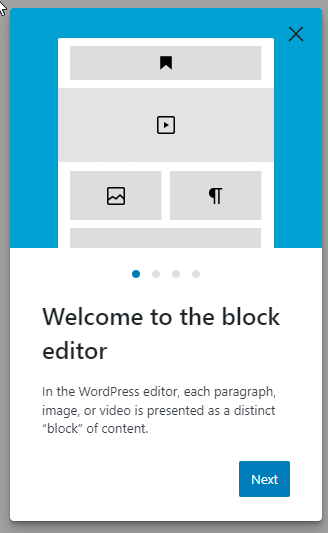 Welcome to the block
editor
In the WordPress editor, each paragraph,
image, or video is presented as a distinct
“block” of content.
Next